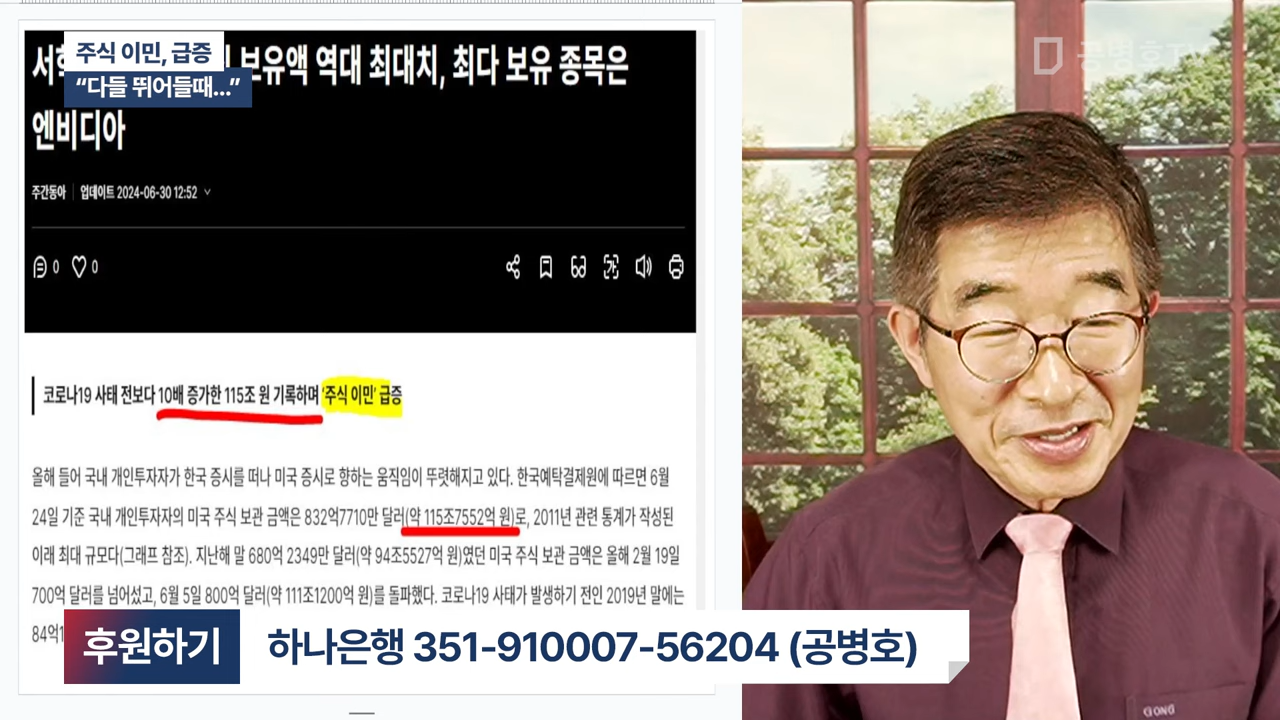 주식 이민, 급증
“다들 뛰어들때...”
보유액 역대 최대치, 최다 보유 종목은
엔비디아
주간동아 업데이트 2024-06-30 12:52
0 0
가
코로나19 사태 전보다 10배 증가한 115조 원 기록하며 ‘주식 이민’ 급증
올해 들어 국내 개인투자자가 한국 증시를 떠나 미국 증시로 향하는 움직임이 뚜렷해지고 있다. 한국예탁결제원에 따르면 6월
24일 기준 국내 개인투자자의 미국 주식 보관 금액은 832억7710만 달러(약 115조7552억 원)로, 2011년 관련 통계가 작성된
이래 최대 규모다(그래프 참조). 지난해 말 680억 2349만 달러(약 94조5527억 원)였던 미국 주식 보관 금액은 올해 2월 19일
700억 달러를 넘어섰고, 6월 5일 800억 달러(약 111조1200억 원)를 돌파했다. 코로나19 사태가 발생하기 전인 2019년 말에는
후원하기 하나은행 351-910007-56204 (공병호)
공병호TV
GONG